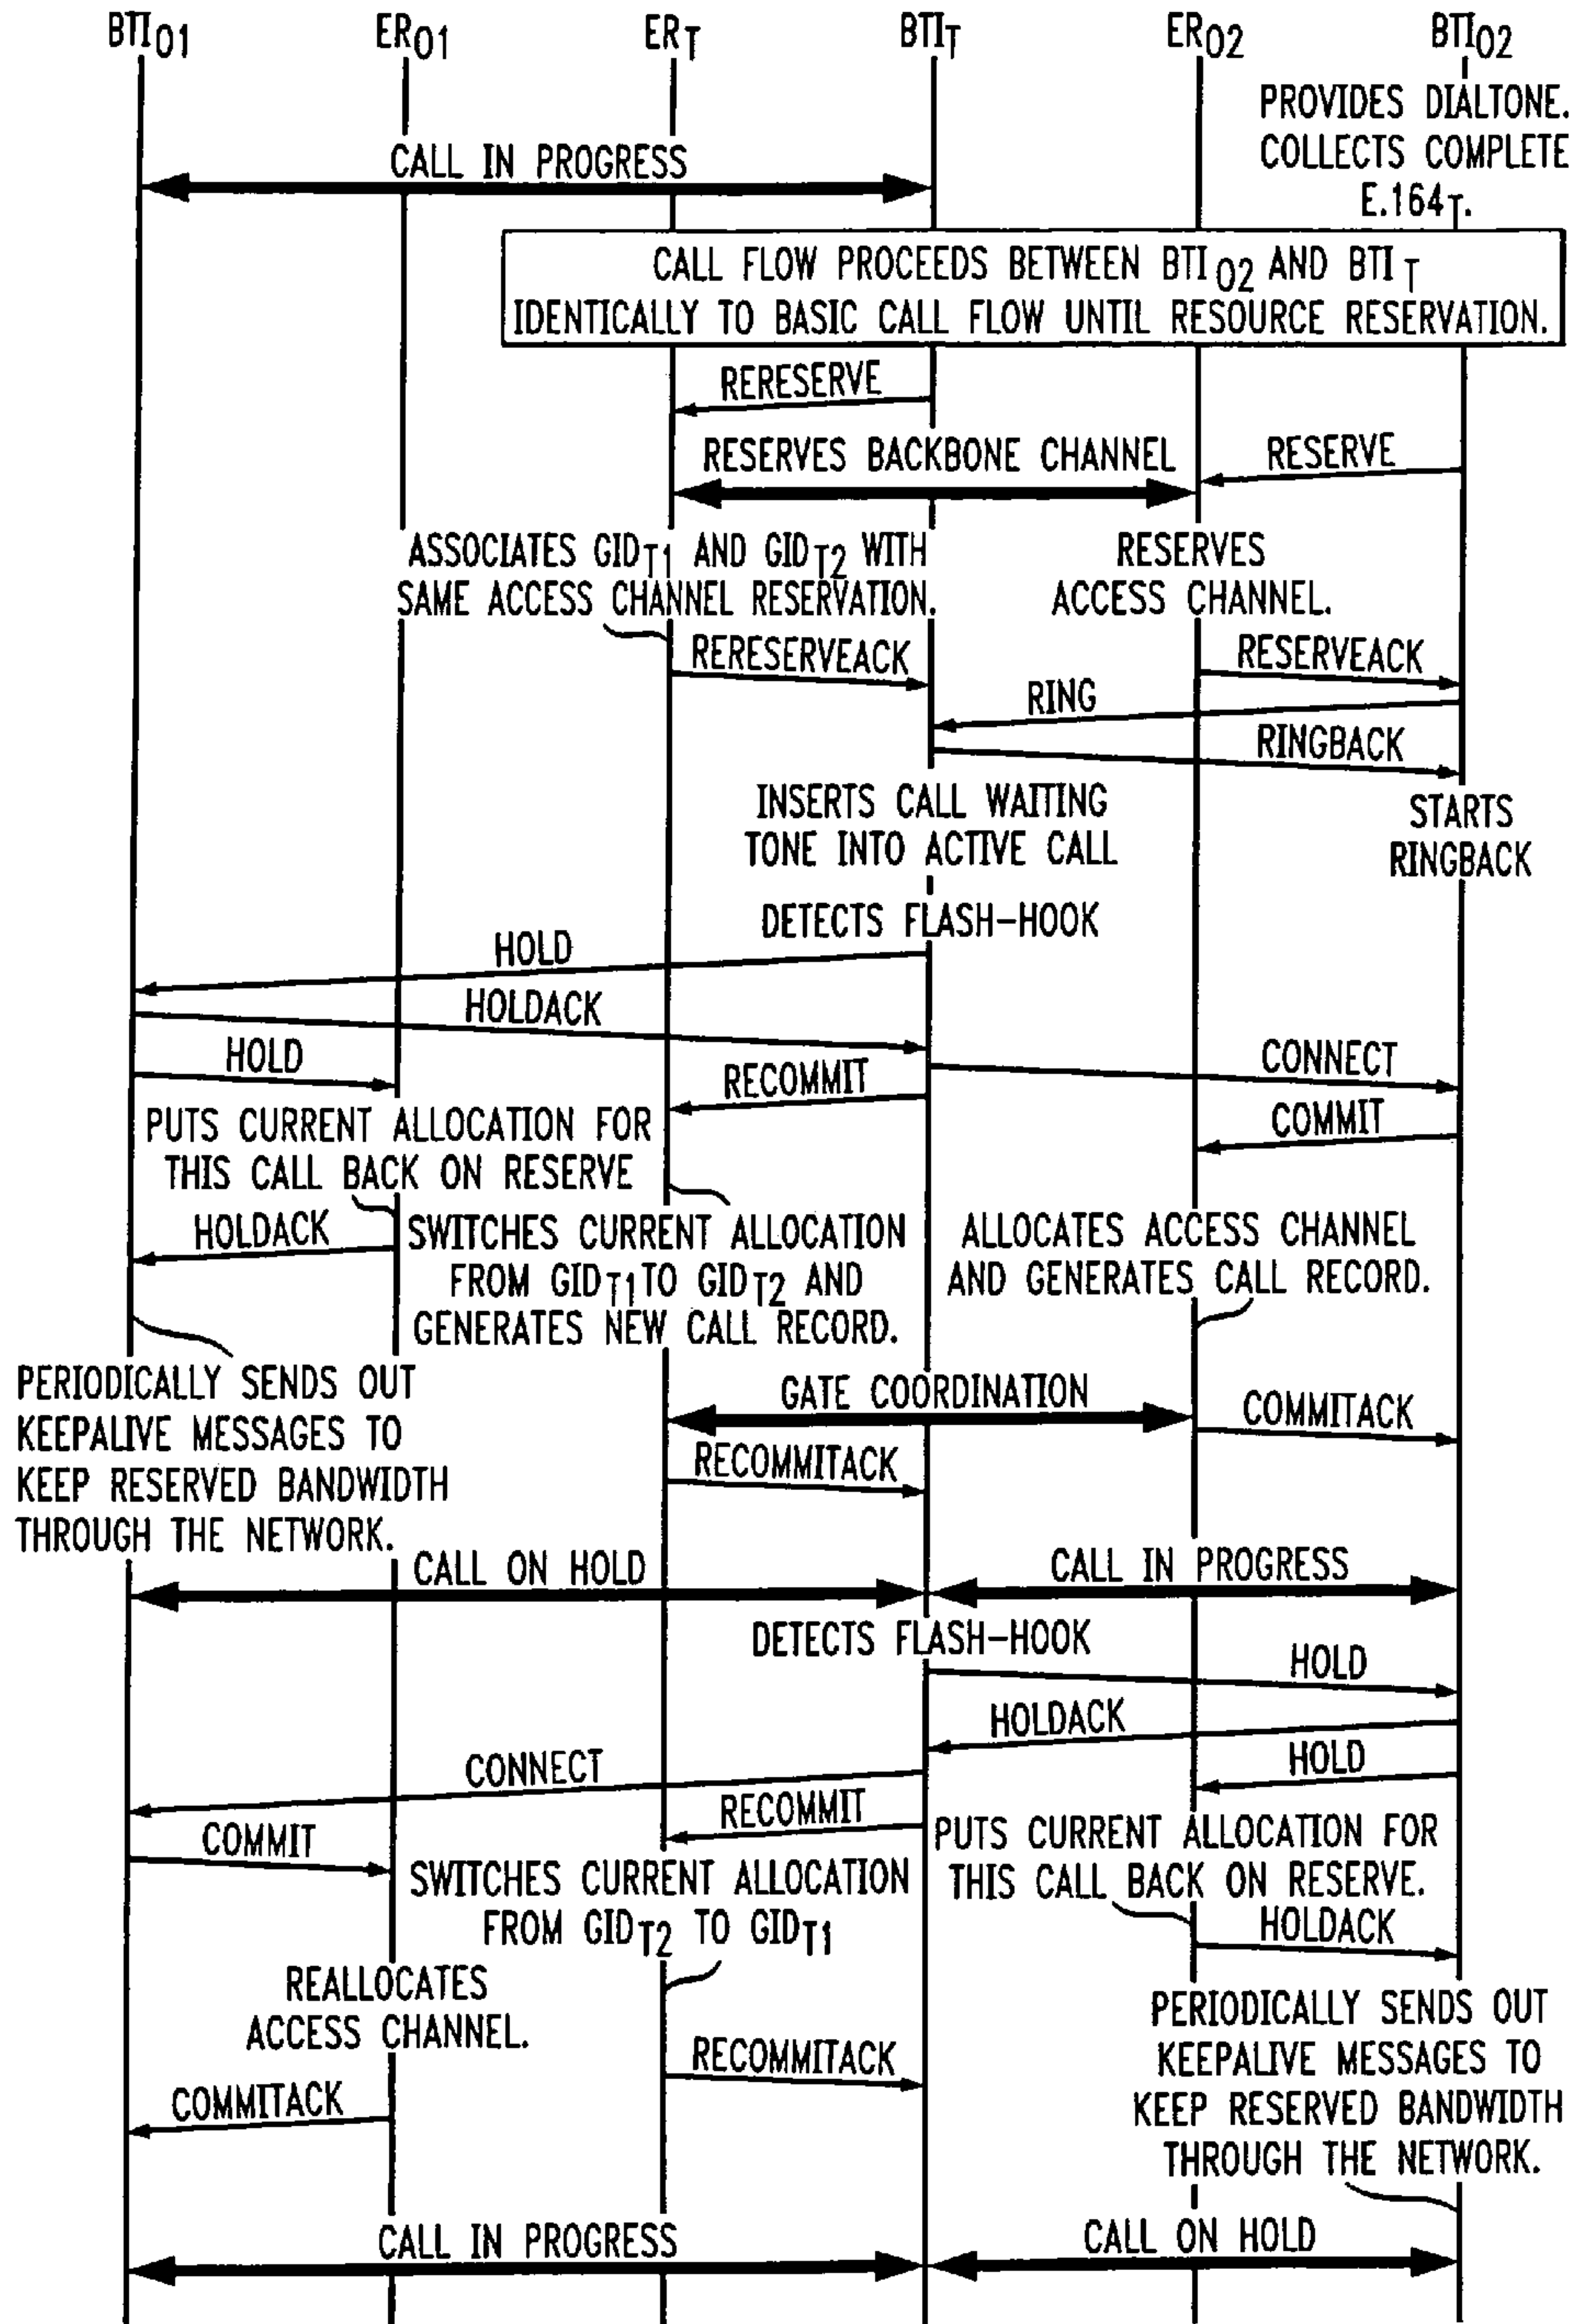 BTI01 ER01 ERT BTIT ER02 BTI02
PROVIDES DIALTONE.
COLLECTS COMPLETE
E.164T.
CALL IN PROGRESS
CALL FLOW PROCEEDS BETWEEN BTI02 AND BTIT
IDENTICALLY TO BASIC CALL FLOW UNTIL RESOURCE RESERVATION.
RERESERVE
RESERVES BACKBONE CHANNEL
RESERVE
ASSOCIATES GIDT1 AND GIDT2 WITH
SAME ACCESS CHANNEL RESERVATION.
RESERVES
ACCESS CHANNEL.
RERESERVEACK
RESERVEACK
RING
RINGBACK
INSERTS CALL WAITING
TONE INTO ACTIVE CALL
STARTS
RINGBACK
DETECTS FLASH-HOOK
HOLD
HOLDACK
HOLD
CONNECT
RECOMMIT
COMMIT
PUTS CURRENT ALLOCATION FOR
THIS CALL BACK ON RESERVE
HOLDACK
SWITCHES CURRENT ALLOCATION
FROM GIDT1 TO GIDT2 AND
GENERATES NEW CALL RECORD.
ALLOCATES ACCESS CHANNEL
AND GENERATES CALL RECORD.
PERIODICALLY SENDS OUT
KEEPALIVE MESSAGES TO
KEEP RESERVED BANDWIDTH
THROUGH THE NETWORK.
GATE COORDINATION
COMMITACK
RECOMMITACK
CALL ON HOLD
CALL IN PROGRESS
DETECTS FLASH-HOOK
HOLD
HOLDACK
HOLD
CONNECT
RECOMMIT
COMMIT
PUTS CURRENT ALLOCATION FOR
THIS CALL BACK ON RESERVE.
SWITCHES CURRENT ALLOCATION
FROM GIDT2 TO GIDT1
HOLDACK
REALLOCATES
ACCESS CHANNEL.
PERIODICALLY SENDS OUT
KEEPALIVE MESSAGES TO
KEEP RESERVED BANDWIDTH
THROUGH THE NETWORK.
RECOMMITACK
COMMITACK
CALL IN PROGRESS
CALL ON HOLD